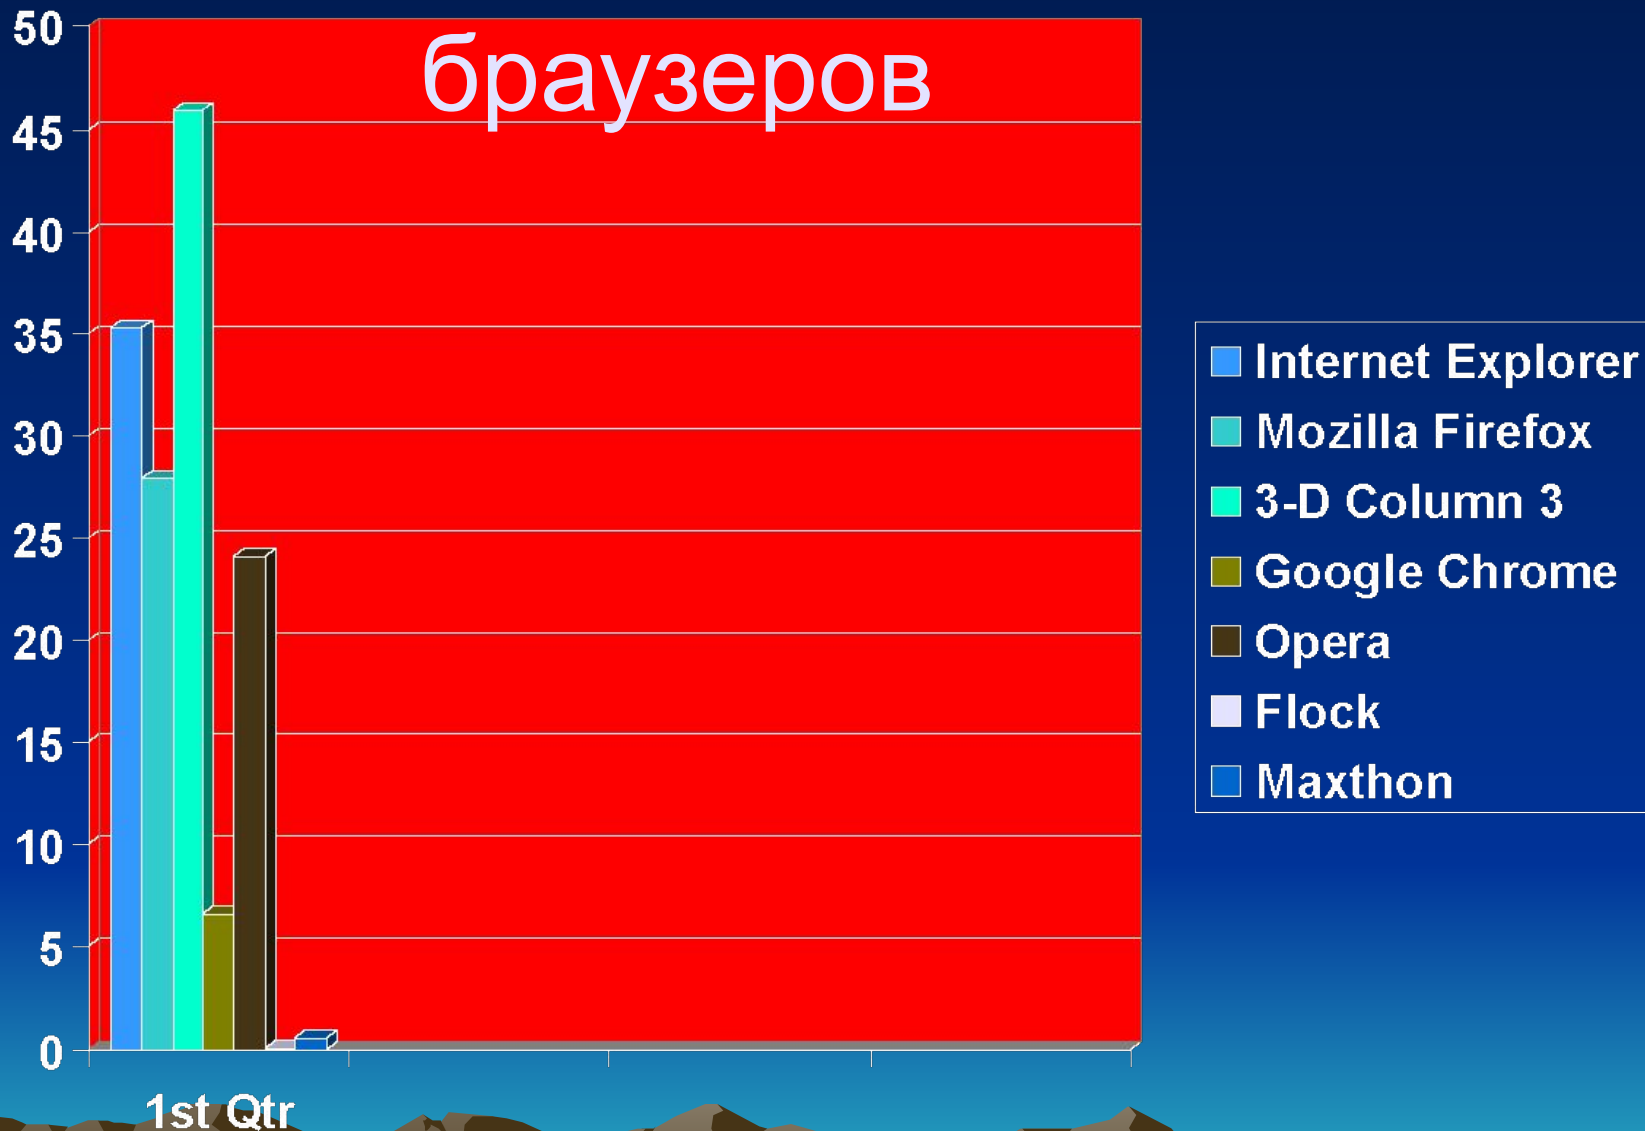 браузеров
50
45
40
35
30
25
20
15
10
5
0
1st Qtr
Internet Explorer
Mozilla Firefox
3-D Column 3
Google Chrome
Opera
Flock
Maxthon